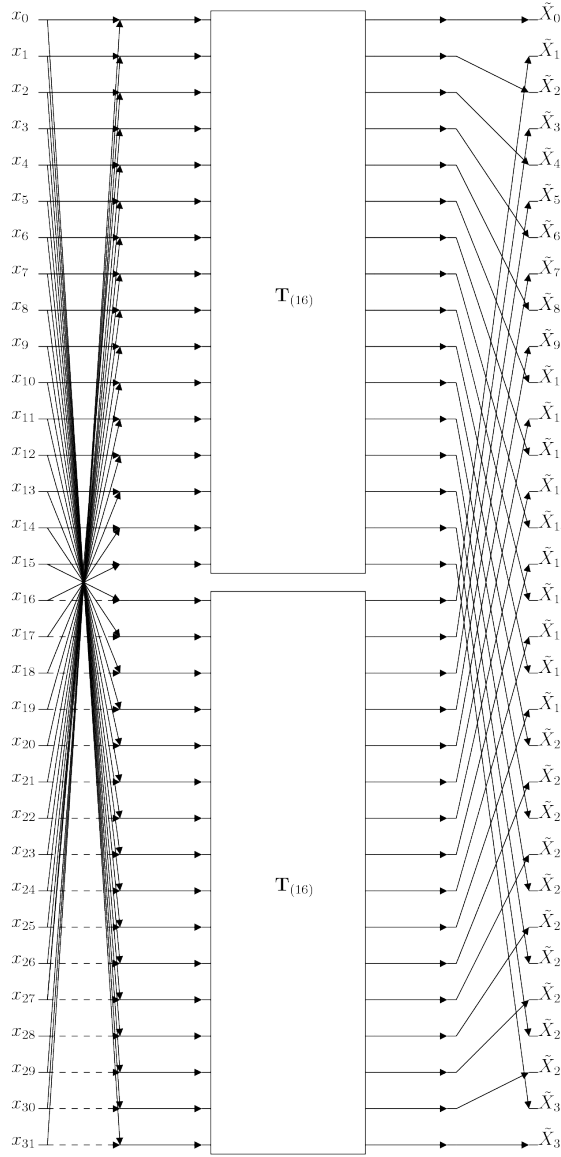 x₀ X̃₀
x₁ X̃₁
x₂ X̃₂
x₃ X̃₃
x₄ X̃₄
x₅ X̃₅
x₆ X̃₆
x₇ X̃₇
T₍₁₆₎
x₈ X̃₈
x₉ X̃₉
x₁₀ X̃₁
x₁₁ X̃₁
x₁₂ X̃₁
x₁₃ X̃₁
x₁₄ X̃₁
x₁₅ X̃₁
x₁₆ X̃₁
x₁₇ X̃₁
x₁₈ X̃₁
x₁₉ X̃₁
x₂₀ X̃₂
x₂₁ X̃₂
x₂₂ X̃₂
x₂₃ X̃₂
T₍₁₆₎
x₂₄ X̃₂
x₂₅ X̃₂
x₂₆ X̃₂
x₂₇ X̃₂
x₂₈ X̃₂
x₂₉ X̃₂
x₃₀ X̃₃
x₃₁ X̃₃